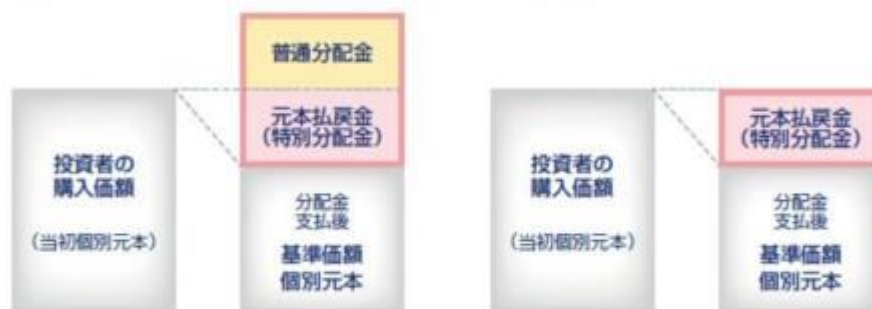 普通分配金
元本払戻金
（特別分配金）
投資者の
購入価額
（当初個別元本）
分配金
支払後
基準価額
個別元本
元本払戻金
（特別分配金）
投資者の
購入価額
（当初個別元本）
分配金
支払後
基準価額
個別元本